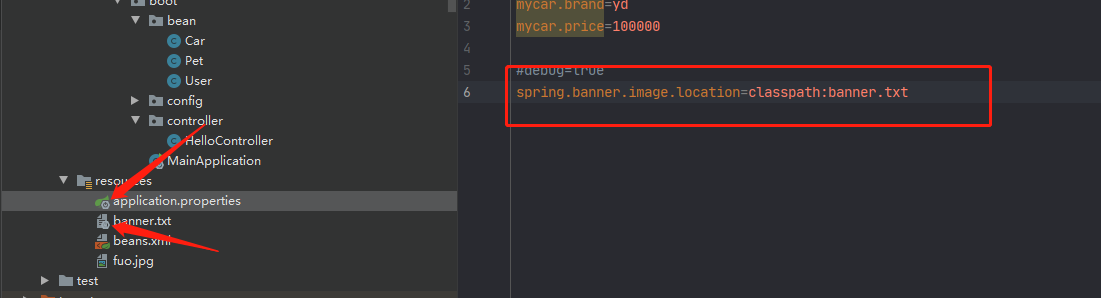 boot
bean
Car
Pet
User
config
controller
HelloController
MainApplication
resources
application.properties
banner.txt
beans.xml
fuo.jpg
test
2 mycar.brand=yd
3 mycar.price=100000
4
5 #debug=true
6 spring.banner.image.location=classpath:banner.txt